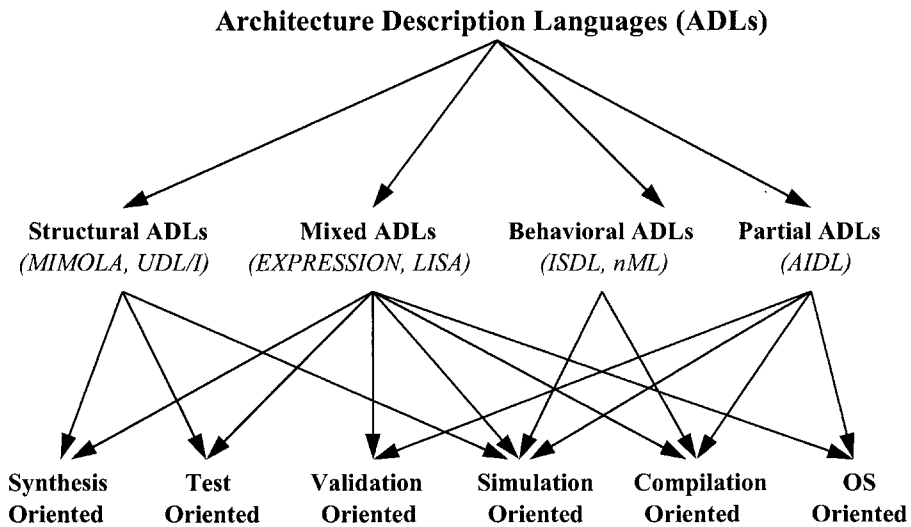 Architecture Description Languages (ADLs)
Structural ADLs Mixed ADLs Behavioral ADLs Partial ADLs
(MIMOLA, UDL/I) (EXPRESSION, LISA) (ISDL, nML) (AIDL)
Synthesis Test Validation Simulation Compilation OS
Oriented Oriented Oriented Oriented Oriented Oriented